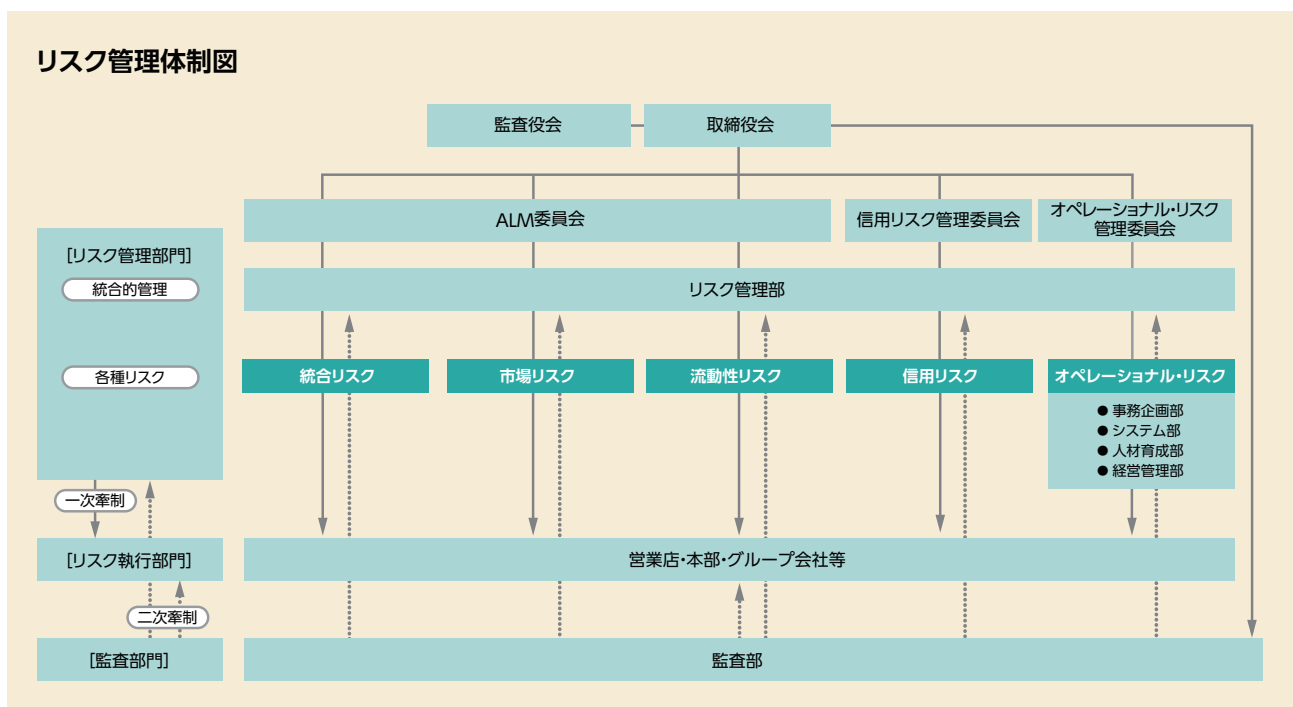 リスク管理体制図
監査役会
取締役会
ALM委員会
信用リスク管理委員会
オペレーショナル・リスク
管理委員会
[リスク管理部門]
統合的管理
リスク管理部
各種リスク
統合リスク
市場リスク
流動性リスク
信用リスク
オペレーショナル・リスク
● 事務企画部
● システム部
● 人材育成部
● 経営管理部
一次牽制
[リスク執行部門]
営業店・本部・グループ会社等
二次牽制
[監査部門]
監査部